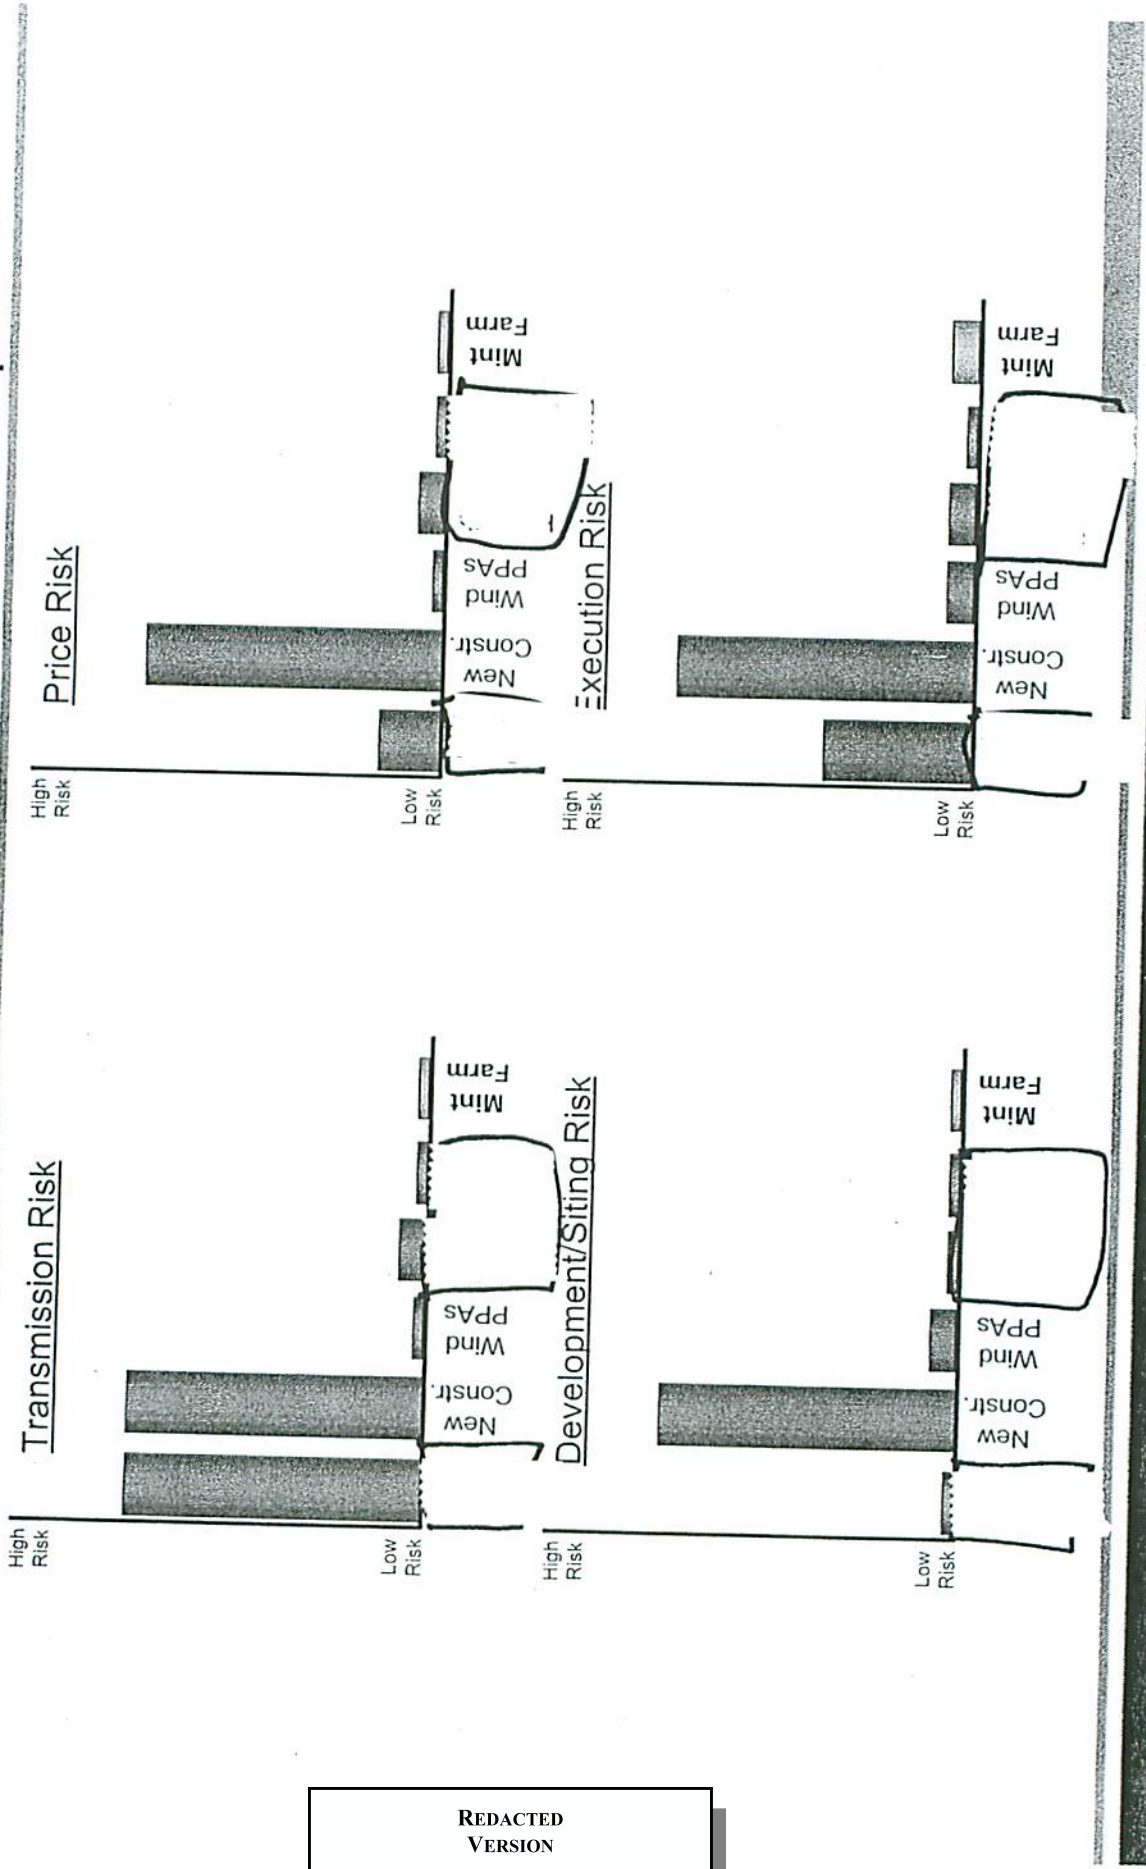 Transmission Risk
High
Risk
Low
Risk
New
Constr.
Wind
PPAs
Mint
Farm
Price Risk
High
Risk
Low
Risk
New
Constr.
Wind
PPAs
Mint
Farm
Development/Siting Risk
High
Risk
Low
Risk
New
Constr.
Wind
PPAs
Mint
Farm
Execution Risk
High
Risk
Low
Risk
New
Constr.
Wind
PPAs
Mint
Farm
REDACTED
VERSION